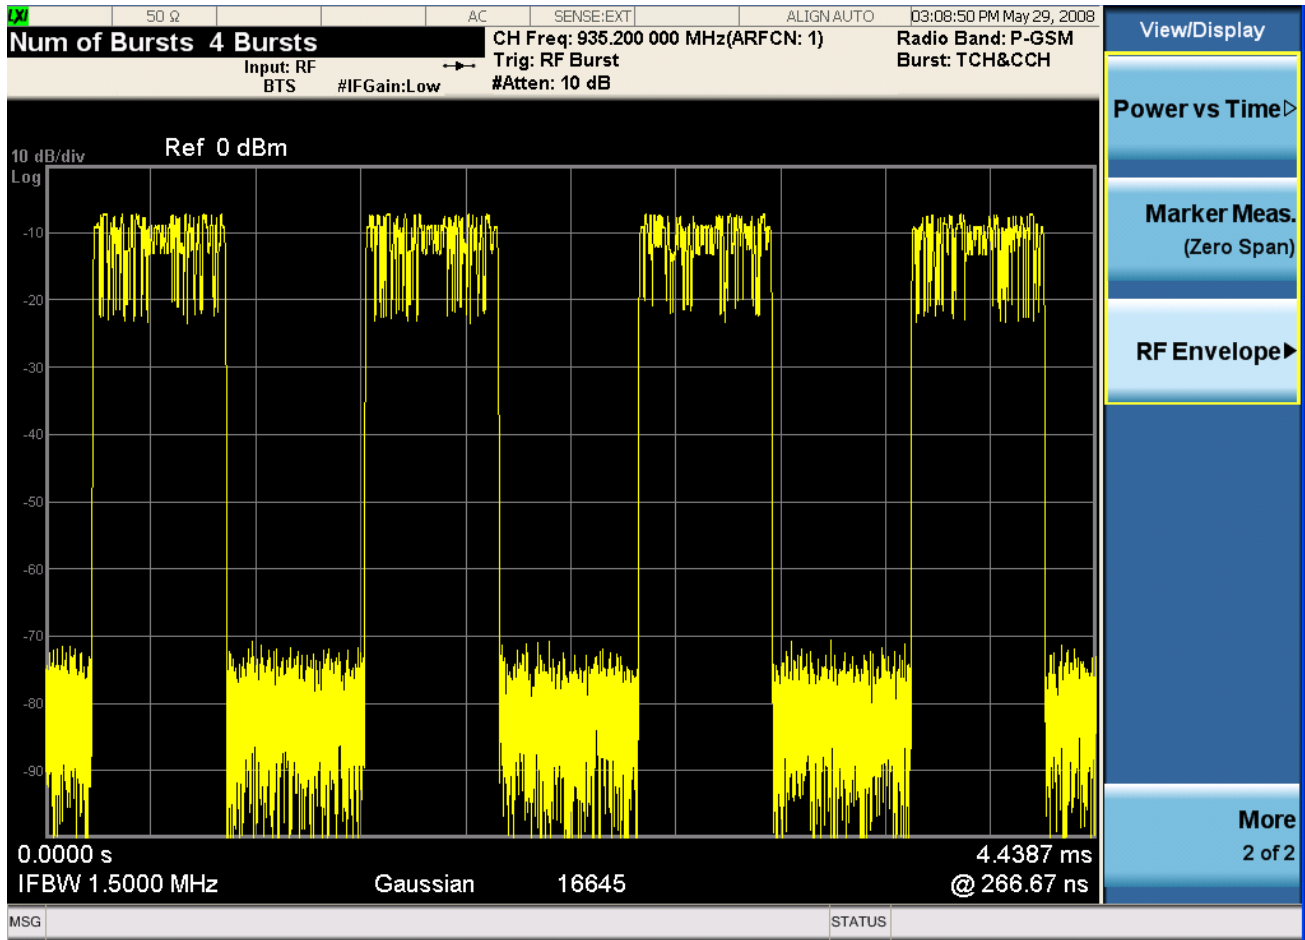 LXI 50 Ω AC SENSE:EXT ALIGN AUTO 03:08:50 PM May 29, 2008
Num of Bursts 4 Bursts
Input: RF
BTS
#IFGain:Low
CH Freq: 935.200 000 MHz(ARFCN: 1)
Trig: RF Burst
#Atten: 10 dB
Radio Band: P-GSM
Burst: TCH&CCH
10 dB/div
Log
Ref 0 dBm
-10
-20
-30
-40
-50
-60
-70
-80
-90
0.0000 s
4.4387 ms
IFBW 1.5000 MHz Gaussian 16645 @ 266.67 ns
MSG
STATUS
View/Display
Power vs Time▷
Marker Meas.
(Zero Span)
RF Envelope▶
More
2 of 2